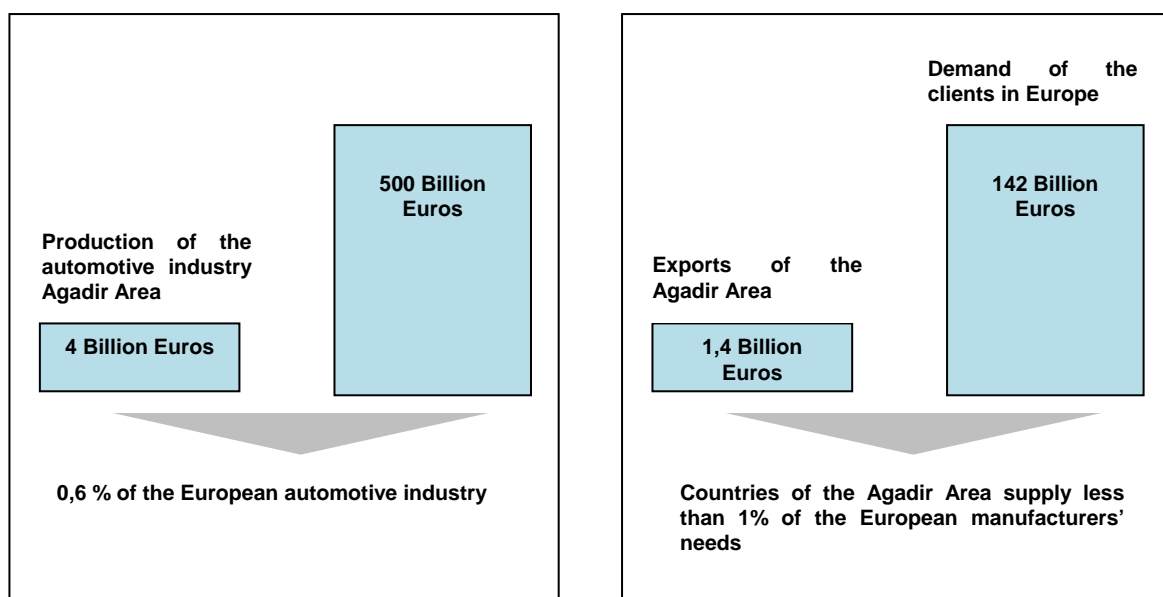 Production of the
automotive industry
Agadir Area
4 Billion Euros
500 Billion
Euros
0,6 % of the European automotive industry
Demand of the
clients in Europe
142 Billion
Euros
Exports of the
Agadir Area
1,4 Billion
Euros
Countries of the Agadir Area supply less
than 1% of the European manufacturers’
needs